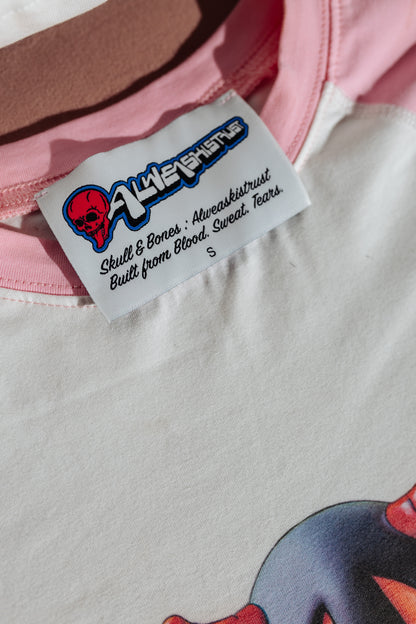 ALWEASKISTRUST
Skull & Bones : Alweaskistrust
Built from Blood. Sweat. Tears.
S